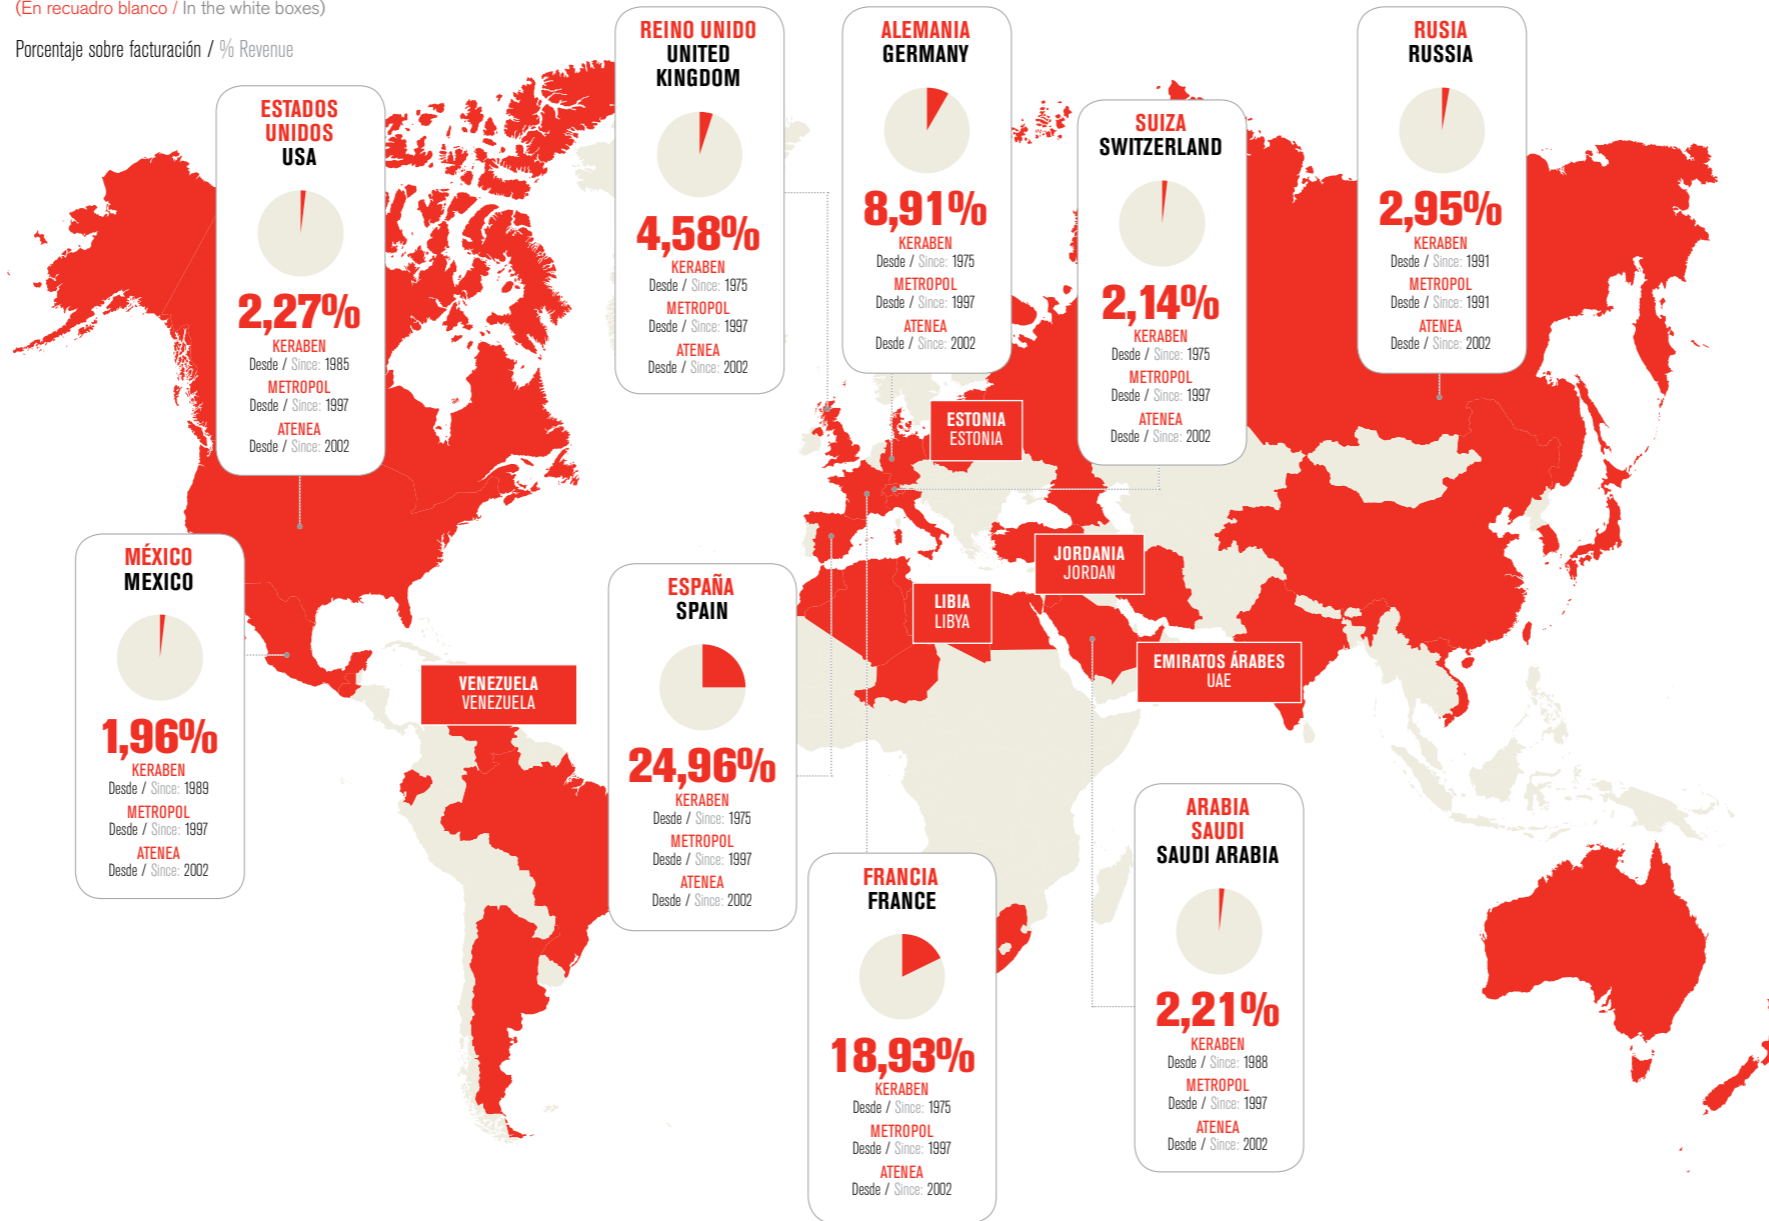 (En recuadro blanco / In the white boxes)
Porcentaje sobre facturación / % Revenue
ESTADOS
UNIDOS
USA
2,27%
KERABEN
Desde / Since: 1985
METROPOL
Desde / Since: 1997
ATENEA
Desde / Since: 2002
REINO UNIDO
UNITED
KINGDOM
4,58%
KERABEN
Desde / Since: 1975
METROPOL
Desde / Since: 1997
ATENEA
Desde / Since: 2002
ALEMANIA
GERMANY
8,91%
KERABEN
Desde / Since: 1975
METROPOL
Desde / Since: 1997
ATENEA
Desde / Since: 2002
SUIZA
SWITZERLAND
2,14%
KERABEN
Desde / Since: 1975
METROPOL
Desde / Since: 1997
ATENEA
Desde / Since: 2002
RUSIA
RUSSIA
2,95%
KERABEN
Desde / Since: 1991
METROPOL
Desde / Since: 1991
ATENEA
Desde / Since: 2002
ESTONIA
ESTONIA
MÉXICO
MEXICO
1,96%
KERABEN
Desde / Since: 1989
METROPOL
Desde / Since: 1997
ATENEA
Desde / Since: 2002
VENEZUELA
VENEZUELA
ESPAÑA
SPAIN
24,96%
KERABEN
Desde / Since: 1975
METROPOL
Desde / Since: 1997
ATENEA
Desde / Since: 2002
LIBIA
LIBYA
JORDANIA
JORDAN
EMIRATOS ÁRABES
UAE
FRANCIA
FRANCE
18,93%
KERABEN
Desde / Since: 1975
METROPOL
Desde / Since: 1997
ATENEA
Desde / Since: 2002
ARABIA
SAUDI
SAUDI ARABIA
2,21%
KERABEN
Desde / Since: 1988
METROPOL
Desde / Since: 1997
ATENEA
Desde / Since: 2002